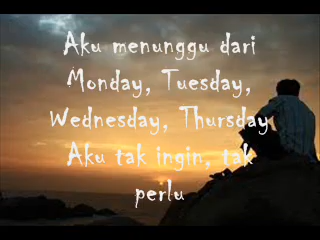 Aku menunggu dari
Monday, Tuesday,
Wednesday, Thursday
Aku tak ingin, tak
perlu